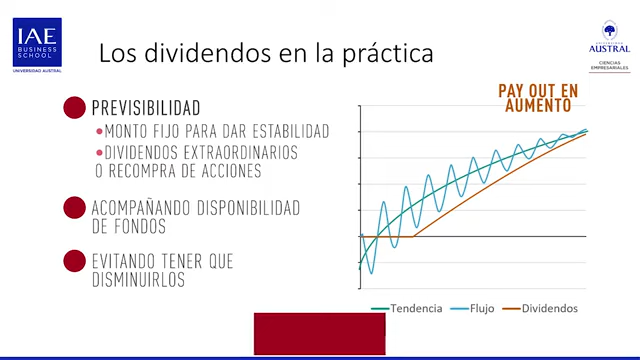 IAE
BUSINESS
SCHOOL
UNIVERSIDAD AUSTRAL
Los dividendos en la práctica
AUSTRAL
CIENCIAS
EMPRESARIALES
PREVISIBILIDAD
MONTO FIJO PARA DAR ESTABILIDAD
DIVIDENDOS EXTRAORDINARIOS
O RECOMPRA DE ACCIONES
ACOMPAÑANDO DISPONIBILIDAD
DE FONDOS
EVITANDO TENER QUE
DISMINUIRLOS
PAY OUT EN
AUMENTO
Tendencia Flujo Dividendos